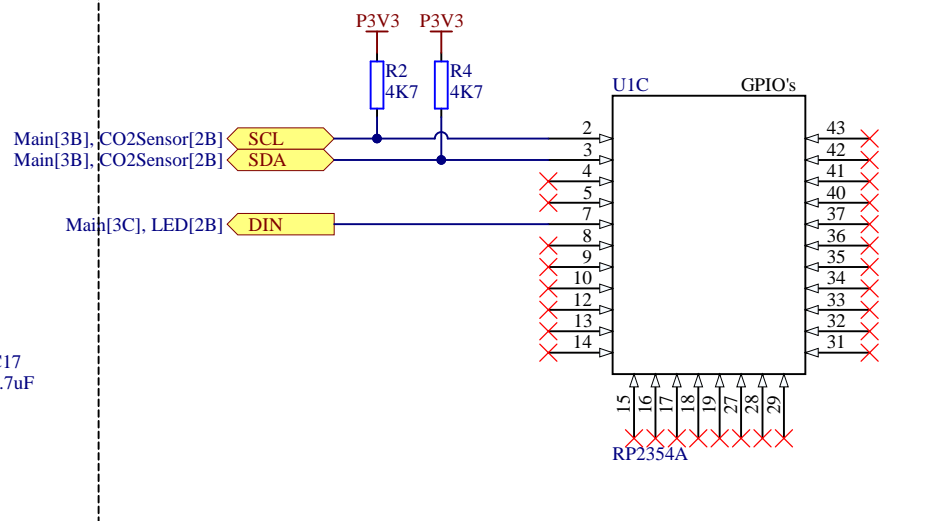 P3V3 P3V3
R2 R4
4K7 4K7
U1C GPIO's
Main[3B], CO2Sensor[2B] SCL 2 43
Main[3B], CO2Sensor[2B] SDA 3 42
4 41
5 40
Main[3C], LED[2B] DIN 7 37
8 36
9 35
10 34
12 33
13 32
14 31
17
.7uF
15 16 17 18 19 27 28 29
RP2354A